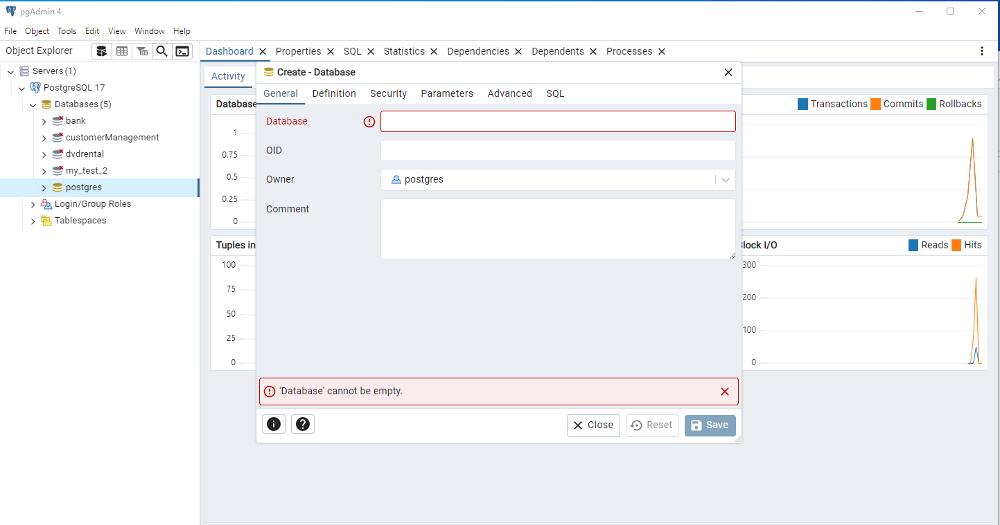 pgAdmin 4
File Object Tools Edit View Window Help
Object Explorer
Dashboard Properties SQL Statistics Dependencies Dependents Processes
Servers (1)
PostgreSQL 17
Databases (5)
bank
customerManagement
dvdrental
my_test_2
postgres
Login/Group Roles
Tablespaces
Activity
Database
Transactions Commits Rollbacks
1
0.75
0.5
0.25
0
Tuples in
100
75
50
25
0
Block I/O
Reads Hits
300
200
100
0
Create - Database
General Definition Security Parameters Advanced SQL
Database
OID
Owner postgres
Comment
'Database' cannot be empty.
Close Reset Save